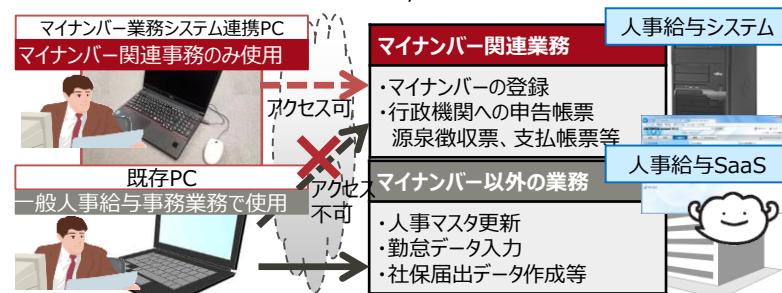 マイナンバー業務システム連携PC
マイナンバー関連事務のみ使用
アクセス可
既存PC
一般人事給与事務業務で使用
アクセス
不可
マイナンバー関連業務
・マイナンバーの登録
・行政機関への申告帳票
源泉徴収票、支払帳票等
マイナンバー以外の業務
・人事マスタ更新
・勤怠データ入力
・社保届出データ作成等
人事給与システム
人事給与SaaS